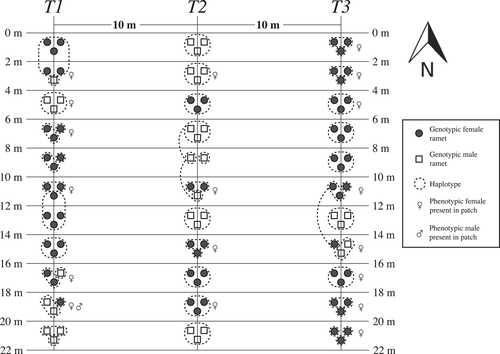 T1 T2 T3
10 m 10 m
0 m 0 m
2 m 2 m
4 m 4 m
6 m 6 m
8 m 8 m
10 m 10 m
12 m 12 m
14 m 14 m
16 m 16 m
18 m 18 m
20 m 20 m
22 m 22 m
N
Genotypic female
ramet
Genotypic male
ramet
Haplotype
♀ Phenotypic female
present in patch
♂ Phenotypic male
present in patch